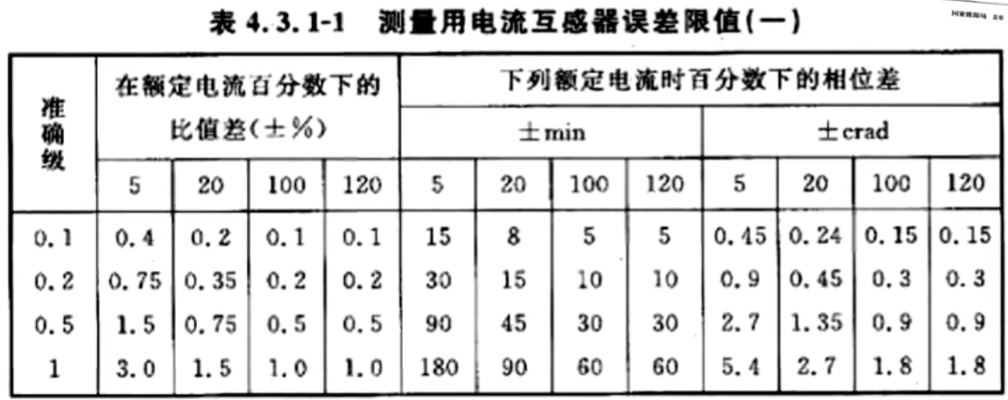 表 4.3.1-1 测量用电流互感器误差限值(一)
准确级 在额定电流百分数下的比值差(±%) 下列额定电流时百分数下的相位差
±min ±crad
5 20 100 120 5 20 100 120 5 20 100 120
0.1 0.4 0.2 0.1 0.1 15 8 5 5 0.45 0.24 0.15 0.15
0.2 0.75 0.35 0.2 0.2 30 15 10 10 0.9 0.45 0.3 0.3
0.5 1.5 0.75 0.5 0.5 90 45 30 30 2.7 1.35 0.9 0.9
1 3.0 1.5 1.0 1.0 180 90 60 60 5.4 2.7 1.8 1.8